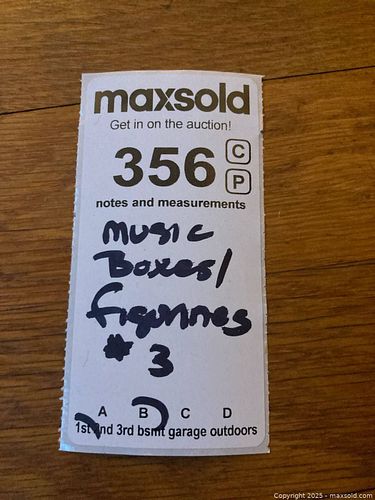 maxsold
Get in on the auction!
356 C
P
notes and measurements
music
Boxes/
figurines
# 3
A B C D
1st 2nd 3rd bsmt garage outdoors
Copyright © 2025 - maxsold.com